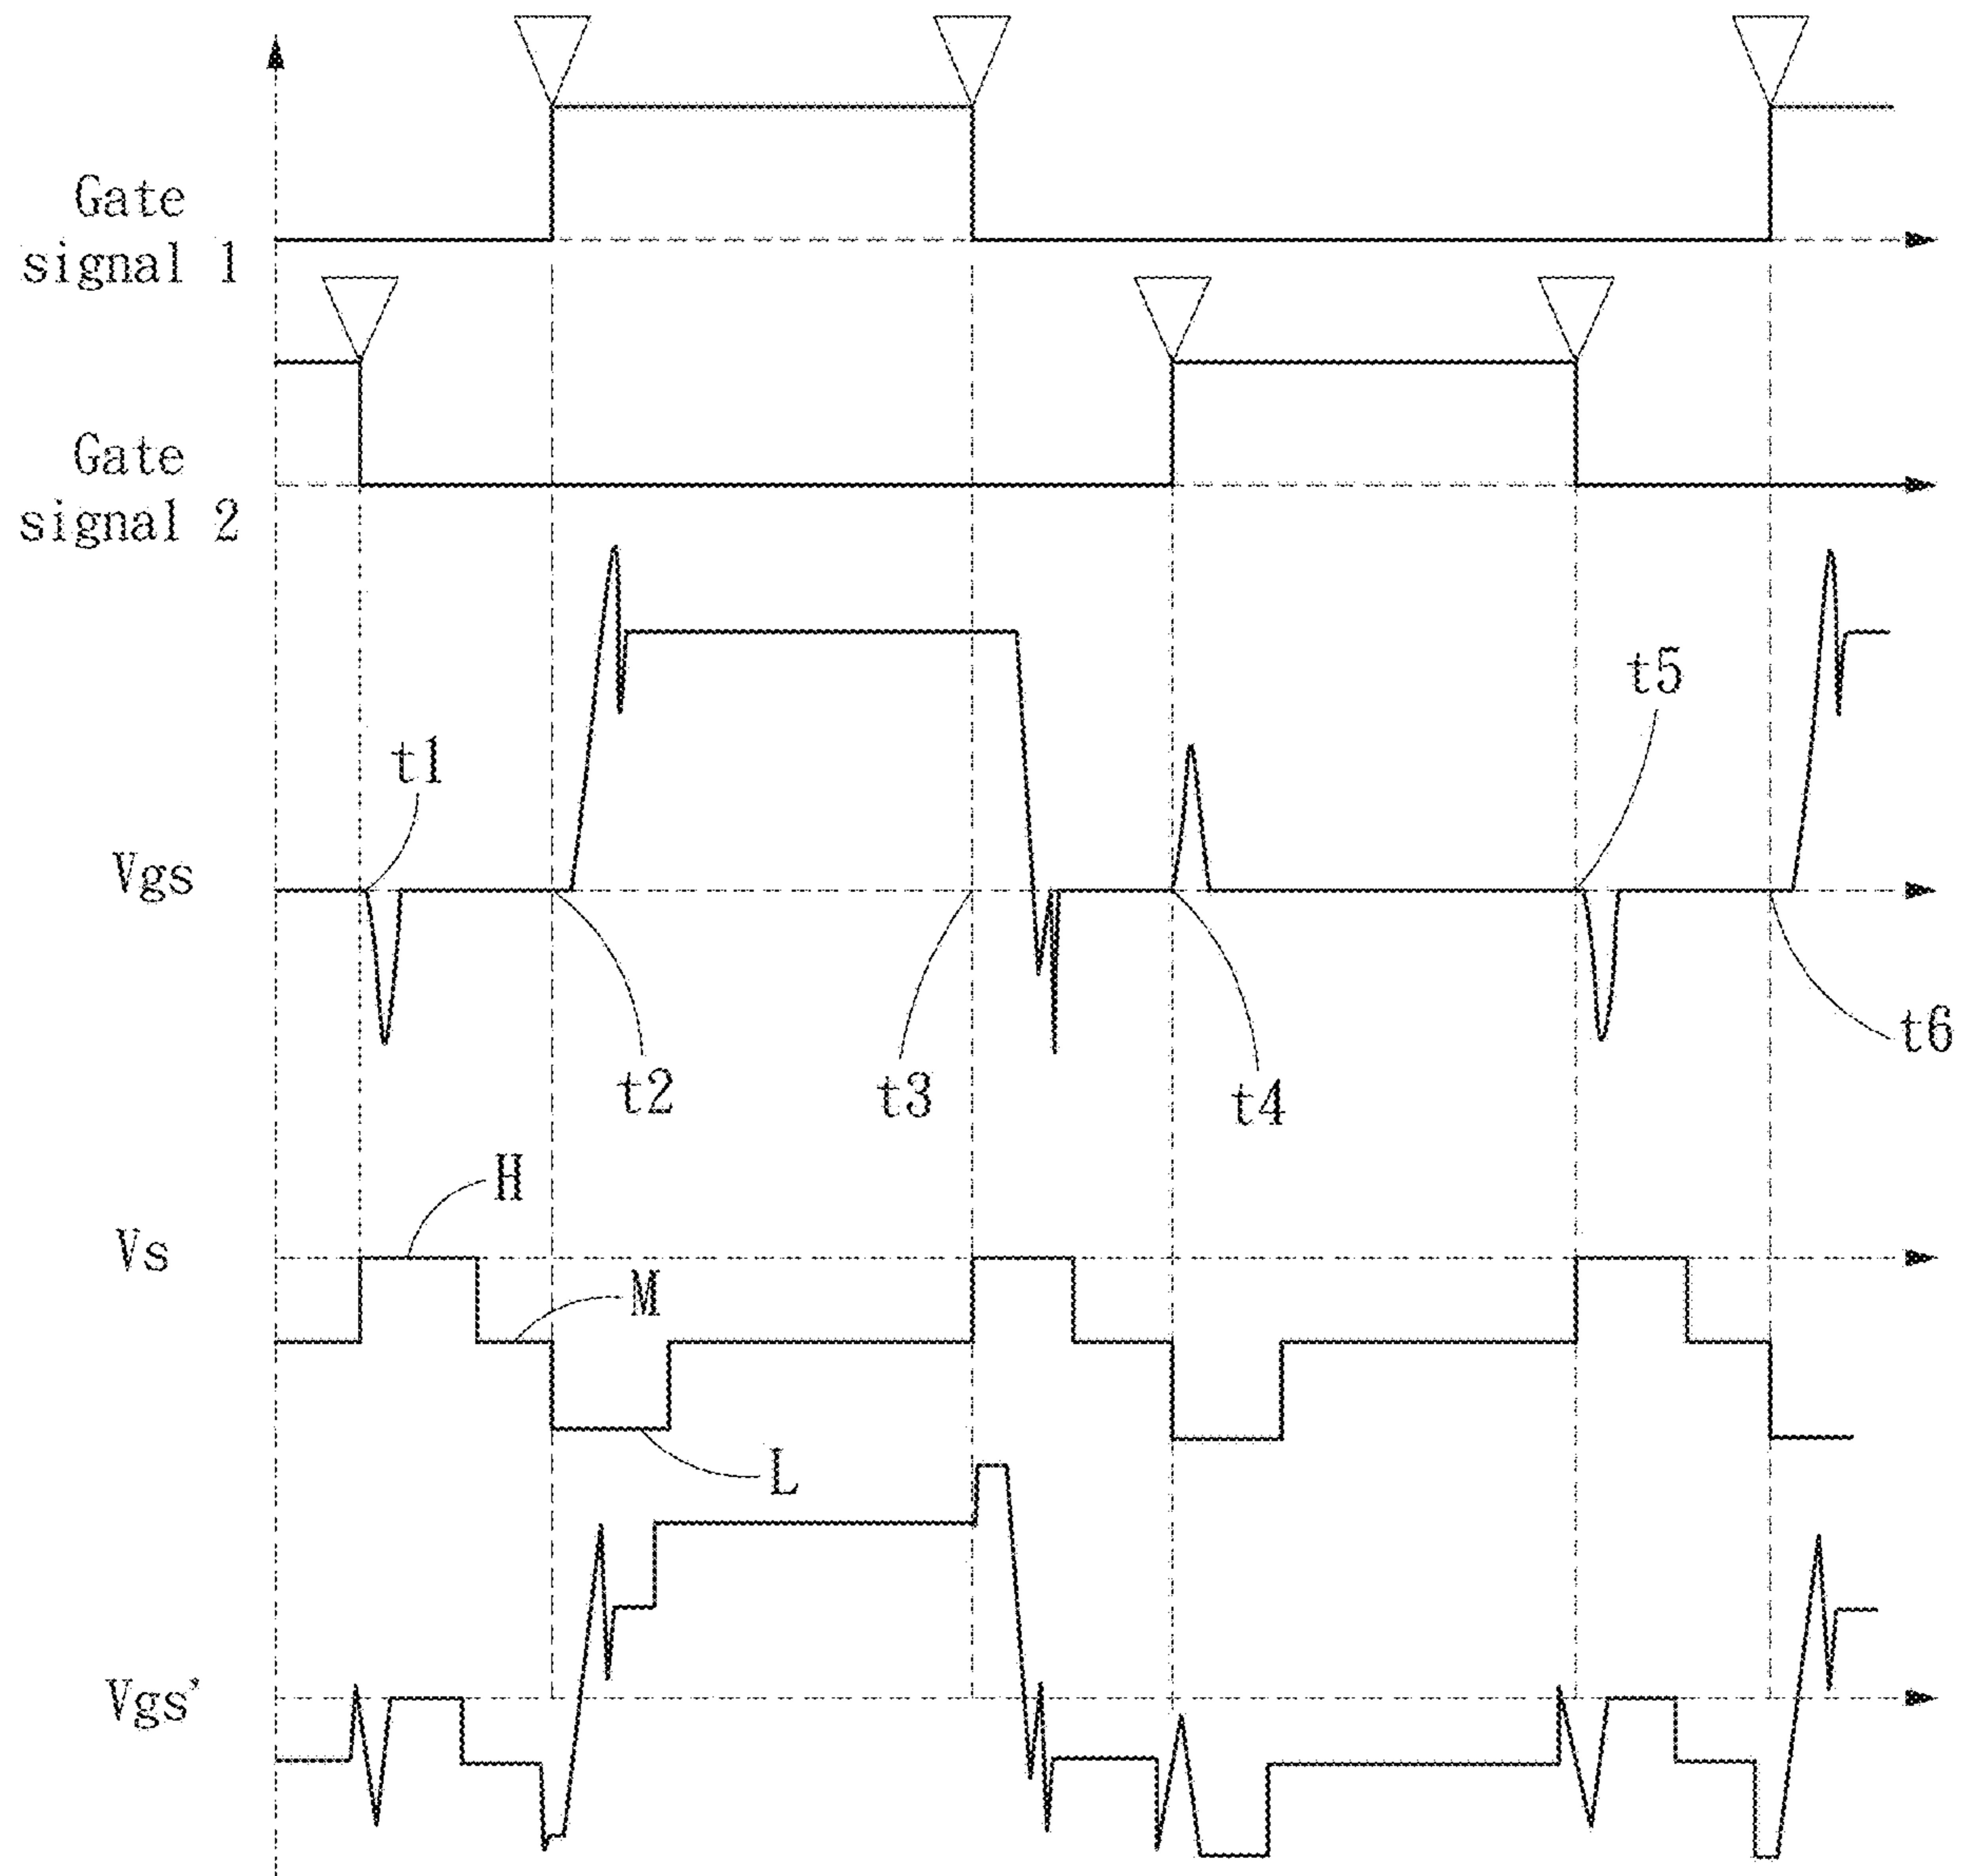 Gate
signal 1
Gate
signal 2
t5
t1
Vgs
t6
t2
t3
t4
H
Vs
M
L
Vgs'